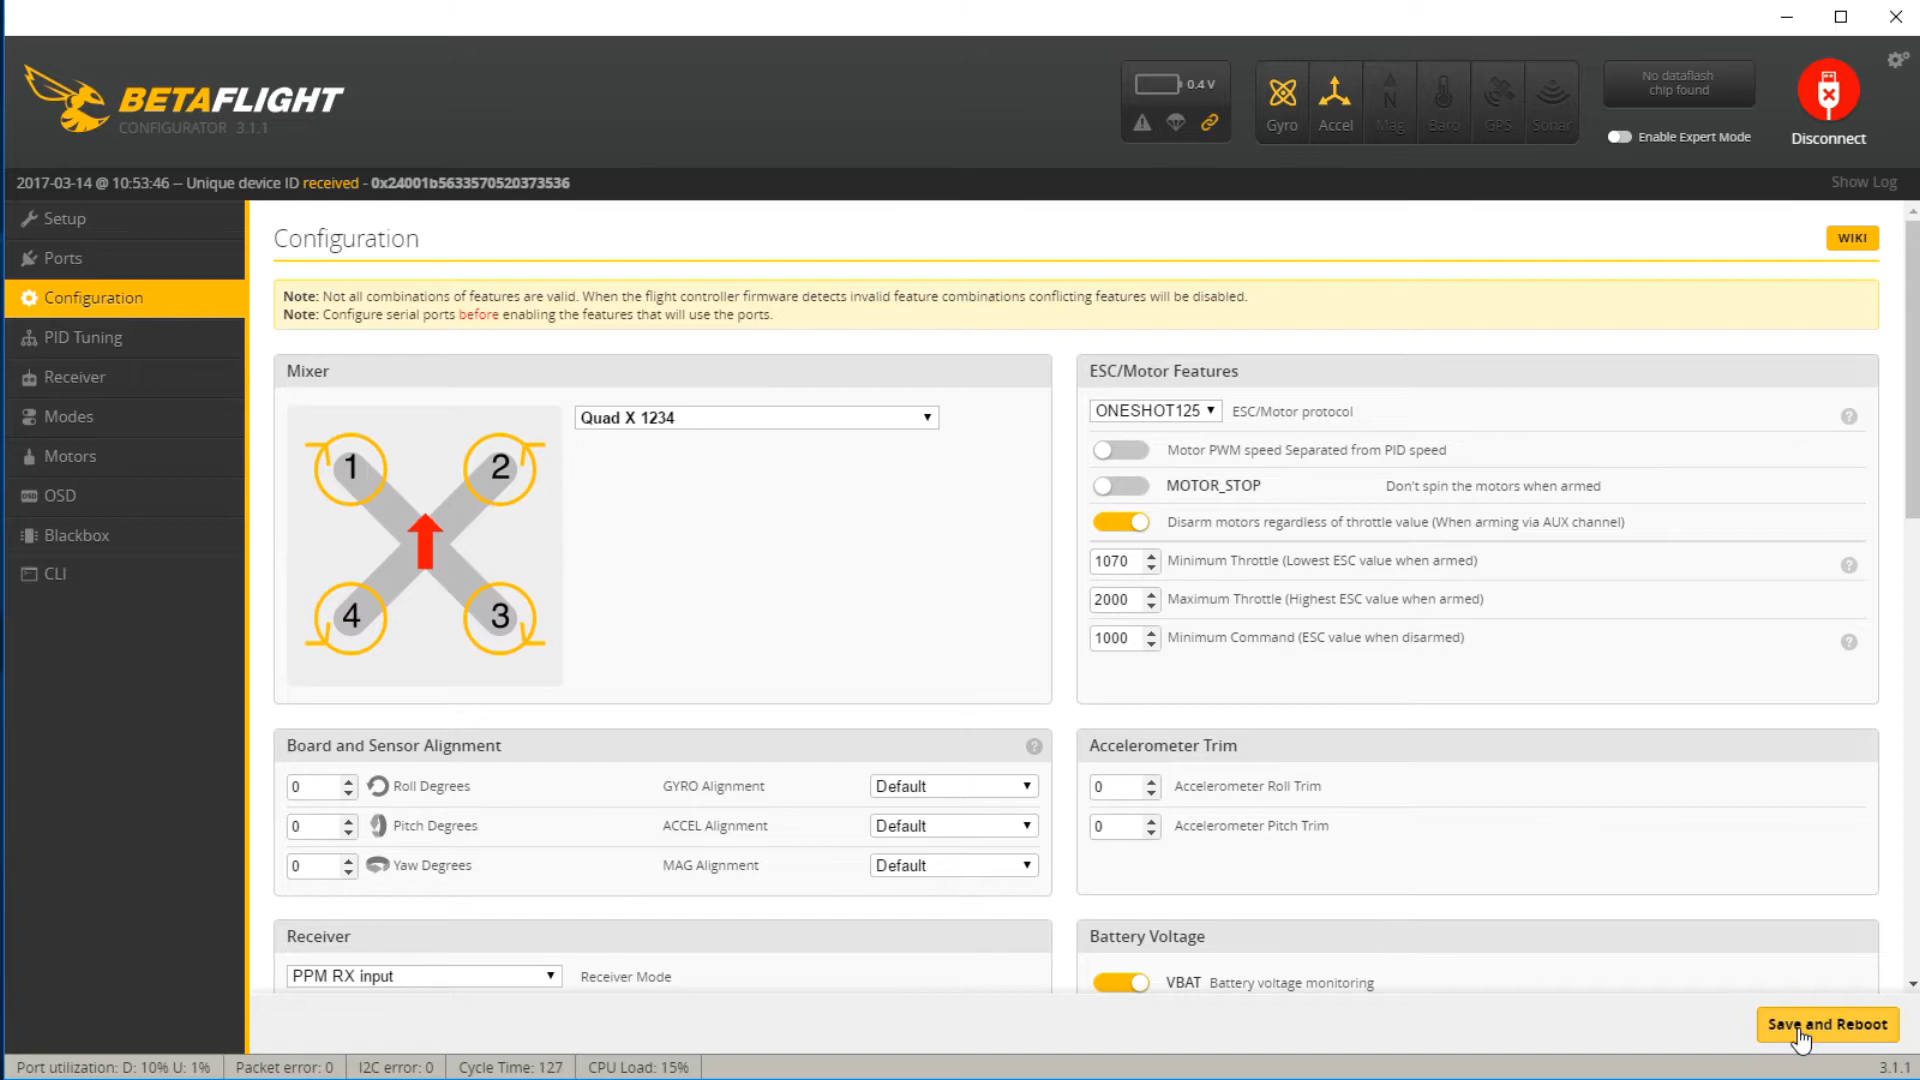 BETAFLIGHT
CONFIGURATOR 3.1.1
0.4 V
Gyro
Accel
Mag
Baro
GPS
Sonar
No dataflash
chip found
Enable Expert Mode
Disconnect
2017-03-14 @ 10:53:46 -- Unique device ID received - 0x24001b5633570520373536
Show Log
Setup
Ports
Configuration
PID Tuning
Receiver
Modes
Motors
OSD
Blackbox
CLI
Configuration
WIKI
Note: Not all combinations of features are valid. When the flight controller firmware detects invalid feature combinations conflicting features will be disabled.
Note: Configure serial ports before enabling the features that will use the ports.
Mixer
Quad X 1234
1
2
4
3
ESC/Motor Features
ONESHOT125 ESC/Motor protocol
Motor PWM speed Separated from PID speed
MOTOR_STOP Don't spin the motors when armed
Disarm motors regardless of throttle value (When arming via AUX channel)
1070 Minimum Throttle (Lowest ESC value when armed)
2000 Maximum Throttle (Highest ESC value when armed)
1000 Minimum Command (ESC value when disarmed)
Board and Sensor Alignment
0 Roll Degrees GYRO Alignment Default
0 Pitch Degrees ACCEL Alignment Default
0 Yaw Degrees MAG Alignment Default
Accelerometer Trim
0 Accelerometer Roll Trim
0 Accelerometer Pitch Trim
Receiver
PPM RX input Receiver Mode
Battery Voltage
VBAT Battery voltage monitoring
Save and Reboot
Port utilization: D: 10% U: 1% Packet error: 0 I2C error: 0 Cycle Time: 127 CPU Load: 15% 3.1.1